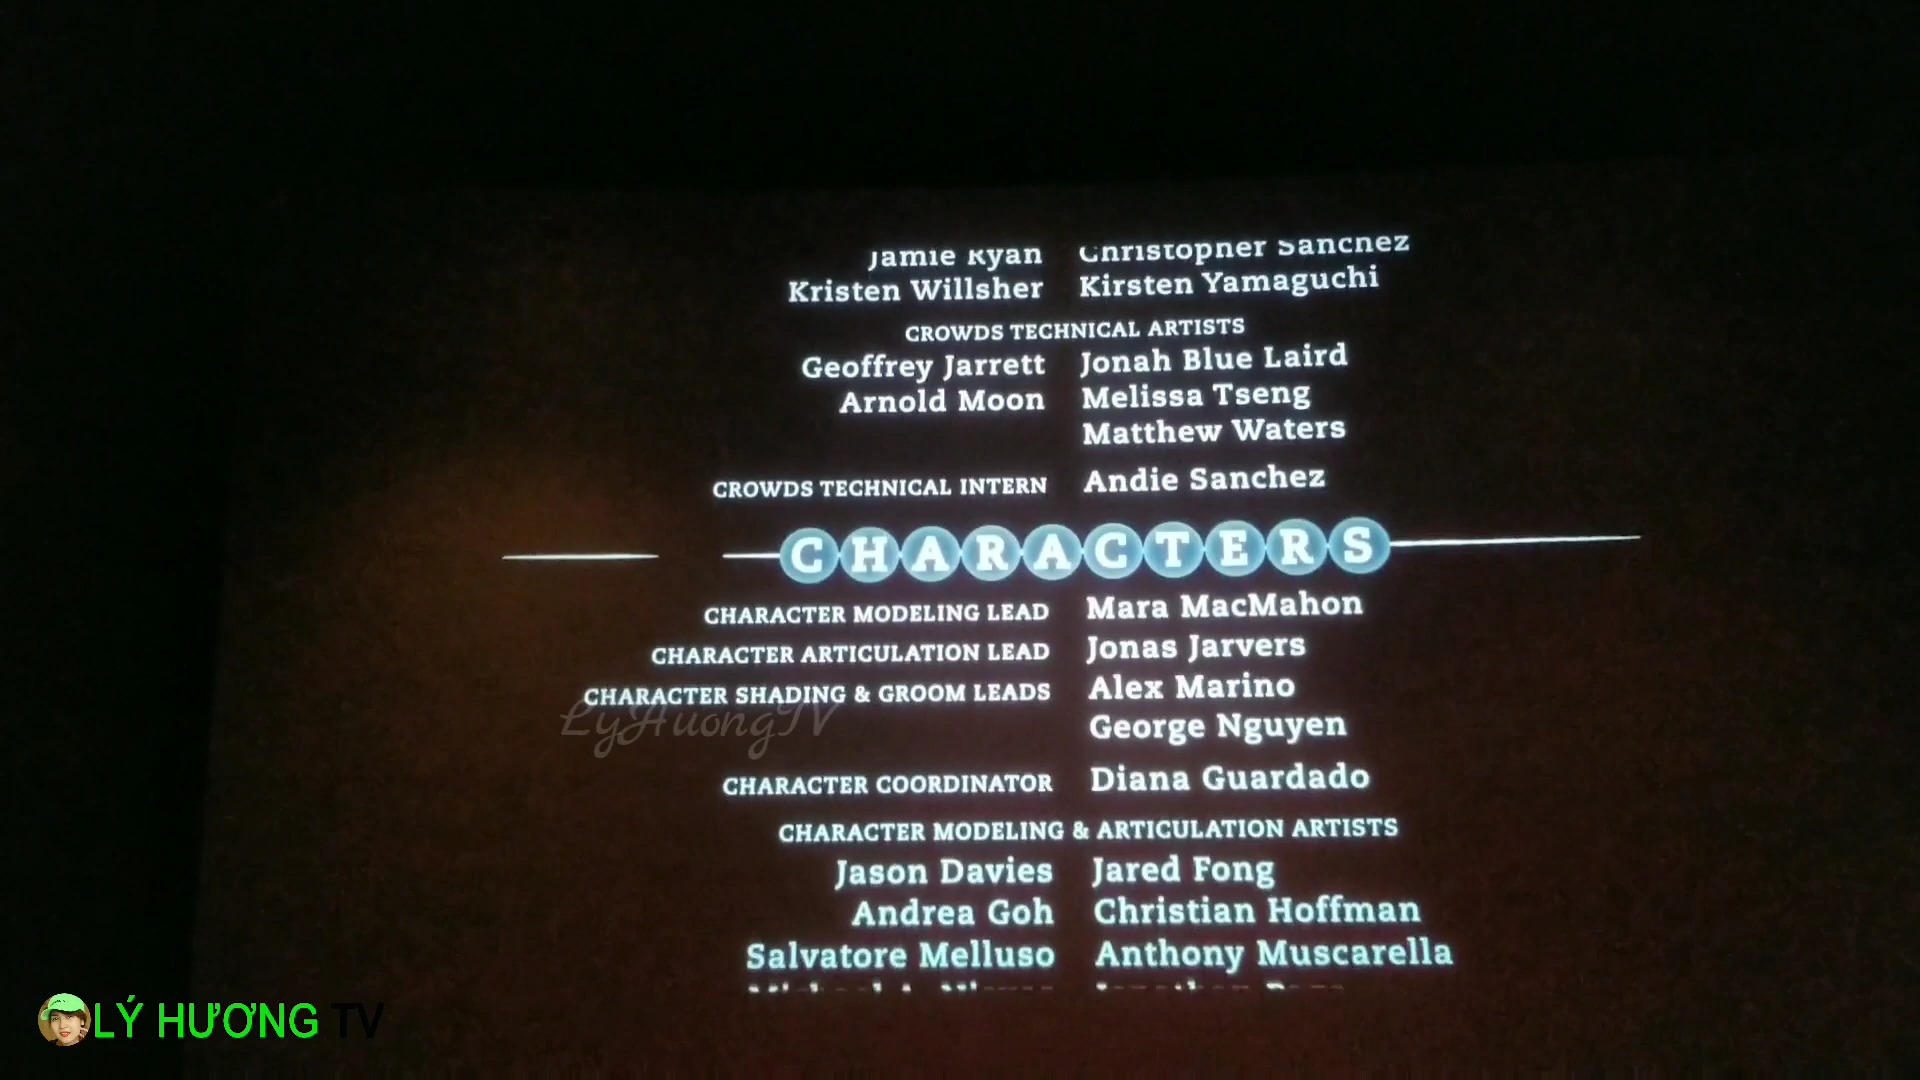 Jamie Ryan Christopher Sanchez
Kristen Willsher Kirsten Yamaguchi
CROWDS TECHNICAL ARTISTS
Geoffrey Jarrett Jonah Blue Laird
Arnold Moon Melissa Tseng
Matthew Waters
CROWDS TECHNICAL INTERN Andie Sanchez
CHARACTERS
CHARACTER MODELING LEAD Mara MacMahon
CHARACTER ARTICULATION LEAD Jonas Jarvers
CHARACTER SHADING & GROOM LEADS Alex Marino
LyHuongTV
George Nguyen
CHARACTER COORDINATOR Diana Guardado
CHARACTER MODELING & ARTICULATION ARTISTS
Jason Davies Jared Fong
Andrea Goh Christian Hoffman
Salvatore Melluso Anthony Muscarella
LÝ HƯƠNG TV